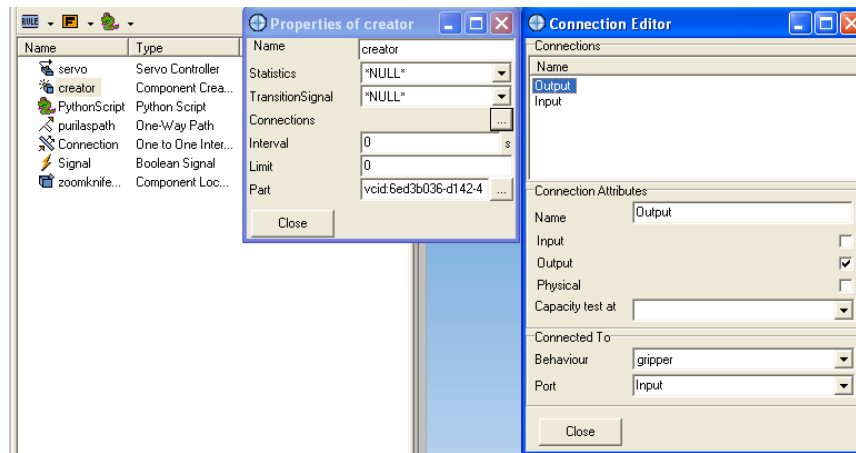 RULE
Name Type
servo Servo Controller
creator Component Crea...
PythonScript Python Script
purilaspath One-Way Path
Connection One to One Inter...
Signal Boolean Signal
zoomknife... Component Loc...
Properties of creator
Name creator
Statistics *NULL*
TransitionSignal *NULL*
Connections ...
Interval 0 s
Limit 0
Part vcid:6ed3b036-d142-4 ...
Close
Connection Editor
Connections
Name
Output
Input
Connection Attributes
Name Output
Input
Output
Physical
Capacity test at
Connected To
Behaviour gripper
Port Input
Close